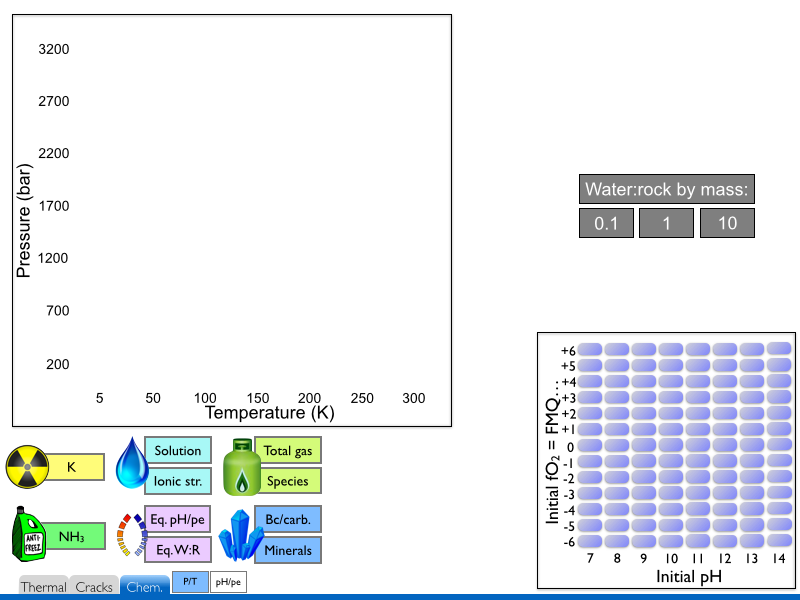 3200
2700
2200
1700
1200
700
200
Pressure (bar)
5 50 100 150 200 250 300
Temperature (K)
Water:rock by mass:
0.1 1 10
+6
+5
+4
+3
+2
+1
0
-1
-2
-3
-4
-5
-6
Initial fO2 = FMQ...
7 8 9 10 11 12 13 14
Initial pH
K
Solution
Ionic str.
Total gas
Species
ANTI
FREEZ
NH3
Eq. pH/pe
Eq.W:R
Bc/carb.
Minerals
Thermal Cracks Chem. P/T pH/pe